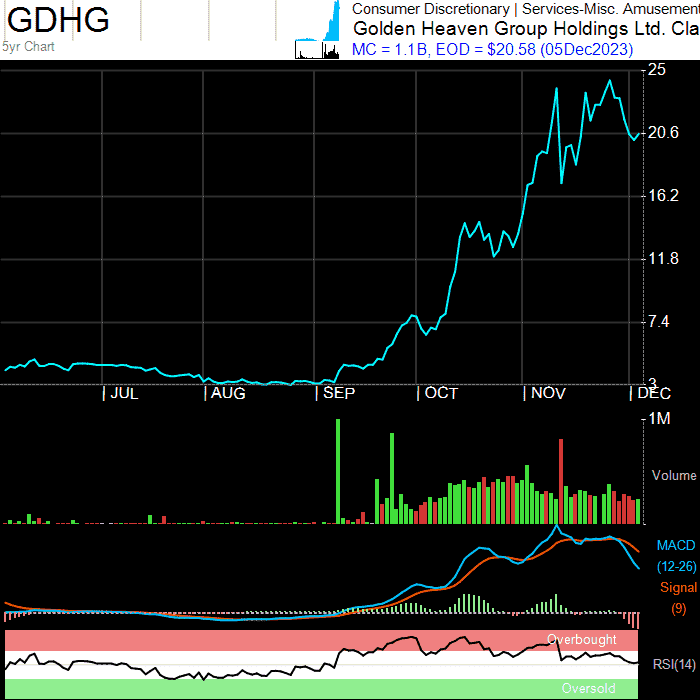 GDHG
5yr Chart
Consumer Discretionary | Services-Misc. Amusement
Golden Heaven Group Holdings Ltd. Cla
MC = 1.1B, EOD = $20.58 (05Dec2023)
25
20.6
16.2
11.8
7.4
3
JUL AUG SEP OCT NOV DEC
1M
Volume
MACD
(12-26)
Signal
(9)
Overbought
RSI(14)
Oversold